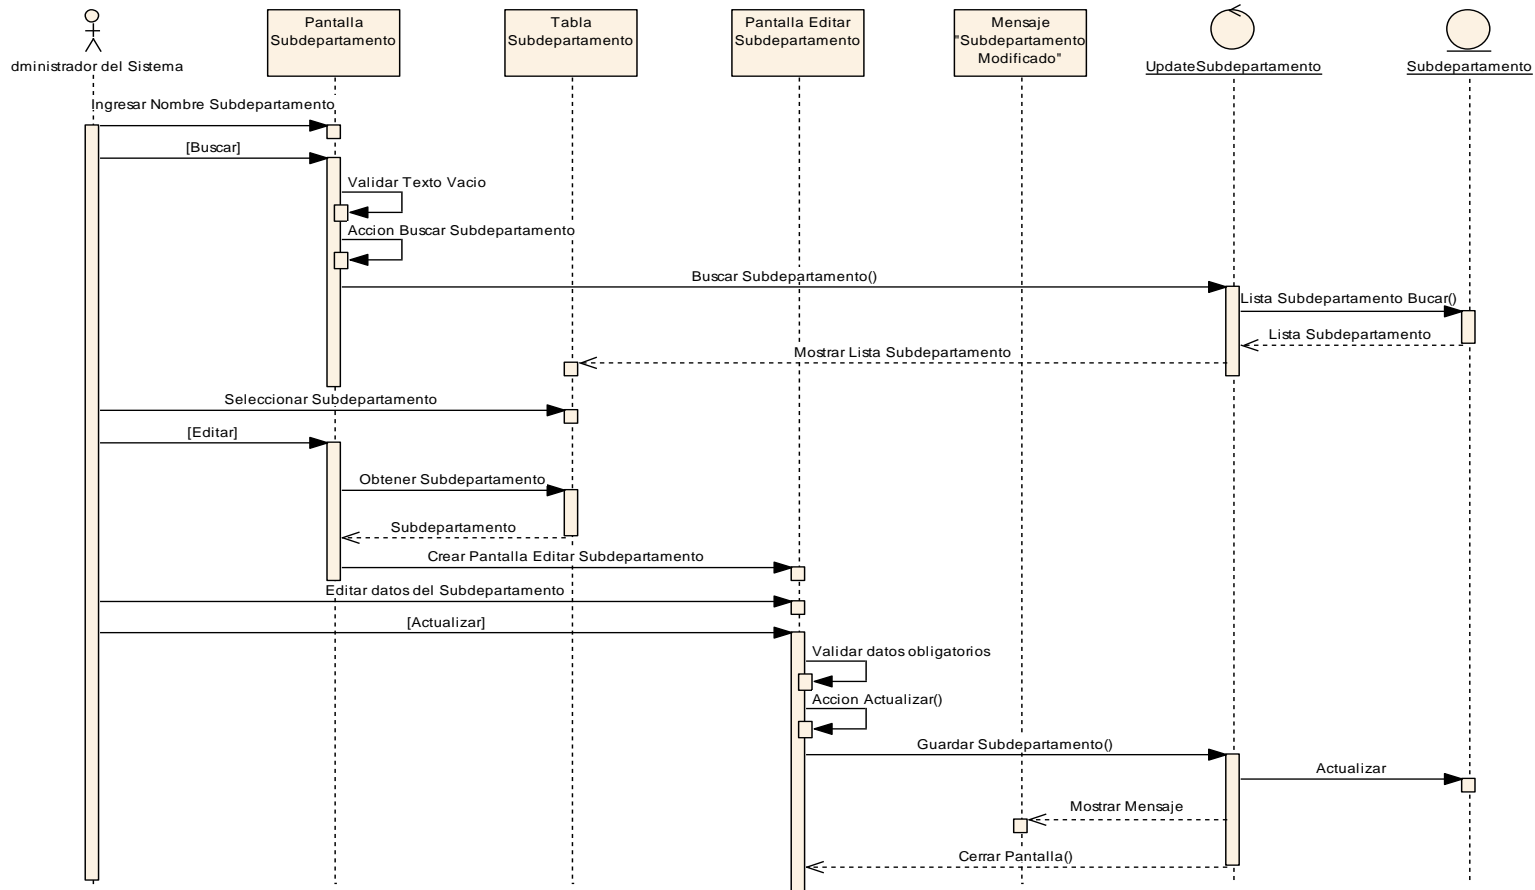 Pantalla
Subdepartamento
Tabla
Subdepartamento
Pantalla Editar
Subdepartamento
Mensaje
"Subdepartamento
Modificado"
dministrador del Sistema
UpdateSubdepartamento
Subdepartamento
Ingresar Nombre Subdepartamento
[Buscar]
Validar Texto Vacio
Accion Buscar Subdepartamento
Buscar Subdepartamento()
Lista Subdepartamento Bucar()
Lista Subdepartamento
Mostrar Lista Subdepartamento
Seleccionar Subdepartamento
[Editar]
Obtener Subdepartamento
Subdepartamento
Crear Pantalla Editar Subdepartamento
Editar datos del Subdepartamento
[Actualizar]
Validar datos obligatorios
Accion Actualizar()
Guardar Subdepartamento()
Actualizar
Mostrar Mensaje
Cerrar Pantalla()